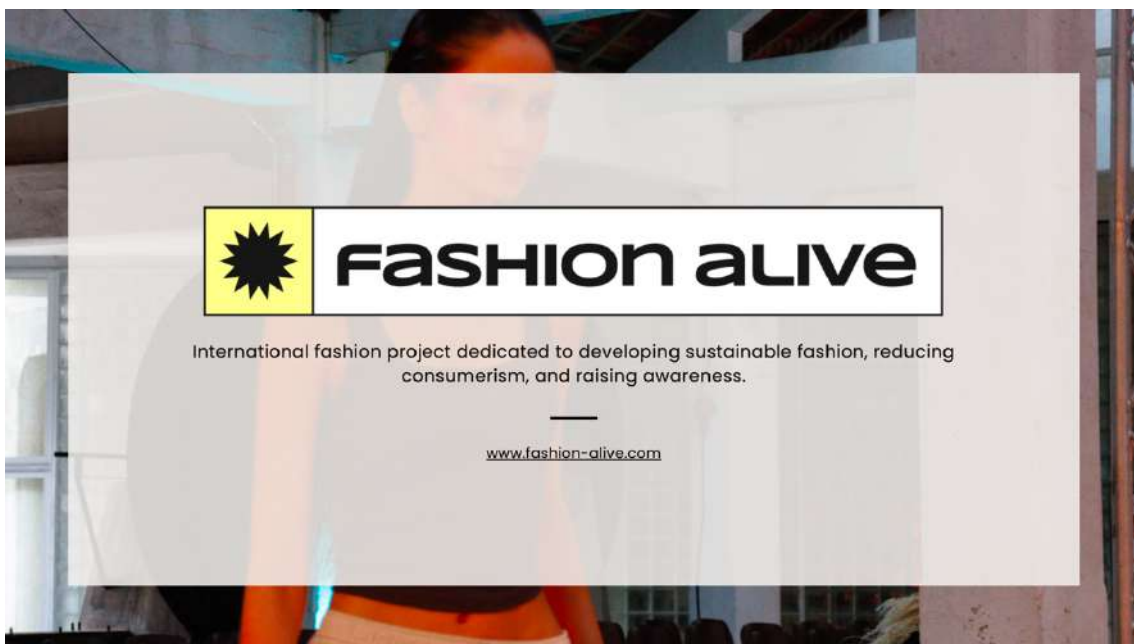 FASHION ALIVE
International fashion project dedicated to developing sustainable fashion, reducing
consumerism, and raising awareness.
www.fashion-alive.com